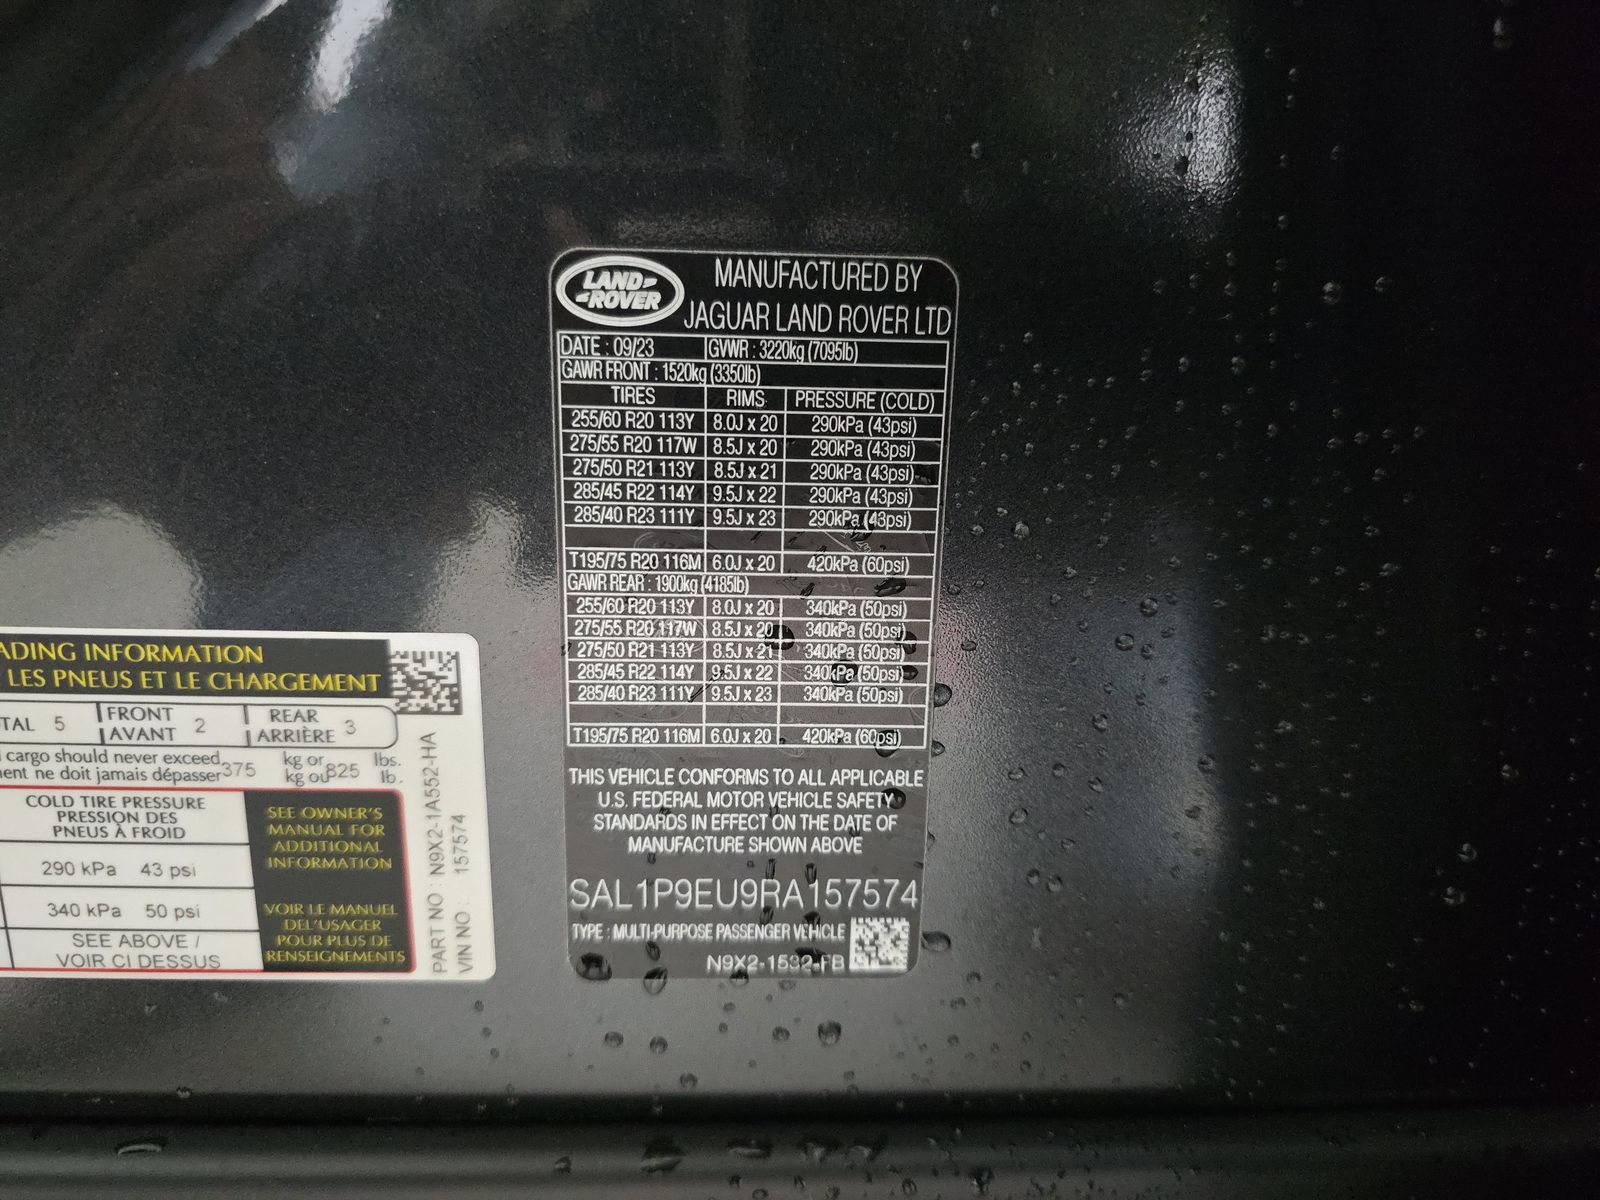 LAND-
-ROVER
MANUFACTURED BY
JAGUAR LAND ROVER LTD
DATE : 09/23 GVWR : 3220kg (7095lb)
GAWR FRONT : 1520kg (3350lb)
TIRES RIMS PRESSURE (COLD)
255/60 R20 113Y 8.0J x 20 290kPa (43psi)
275/55 R20 117W 8.5J x 20 290kPa (43psi)
275/50 R21 113Y 8.5J x 21 290kPa (43psi)
285/45 R22 114Y 9.5J x 22 290kPa (43psi)
285/40 R23 111Y 9.5J x 23 290kPa (43psi)
T195/75 R20 116M 6.0J x 20 420kPa (60psi)
GAWR REAR : 1900kg (4185lb)
255/60 R20 113Y 8.0J x 20 340kPa (50psi)
275/55 R20 117W 8.5J x 20 340kPa (50psi)
275/50 R21 113Y 8.5J x 21 340kPa (50psi)
285/45 R22 114Y 9.5J x 22 340kPa (50psi)
285/40 R23 111Y 9.5J x 23 340kPa (50psi)
T195/75 R20 116M 6.0J x 20 420kPa (60psi)
THIS VEHICLE CONFORMS TO ALL APPLICABLE
U.S. FEDERAL MOTOR VEHICLE SAFETY
STANDARDS IN EFFECT ON THE DATE OF
MANUFACTURE SHOWN ABOVE
SAL1P9EU9RA157574
TYPE : MULTI-PURPOSE PASSENGER VEHICLE
N9X2-1532-FB
ADING INFORMATION
LES PNEUS ET LE CHARGEMENT
TAL 5 FRONT 2 REAR 3
AVANT ARRIÈRE
cargo should never exceed 375 kg or 825 lbs.
ent ne doit jamais dépasser kg ou lb.
COLD TIRE PRESSURE
PRESSION DES
PNEUS À FROID
290 kPa 43 psi
340 kPa 50 psi
SEE ABOVE /
VOIR CI DESSUS
SEE OWNER'S
MANUAL FOR
ADDITIONAL
INFORMATION
VOIR LE MANUEL
DEL'USAGER
POUR PLUS DE
RENSEIGNEMENTS
PART NO : N9X2-1A552-HA
VIN NO : 157574